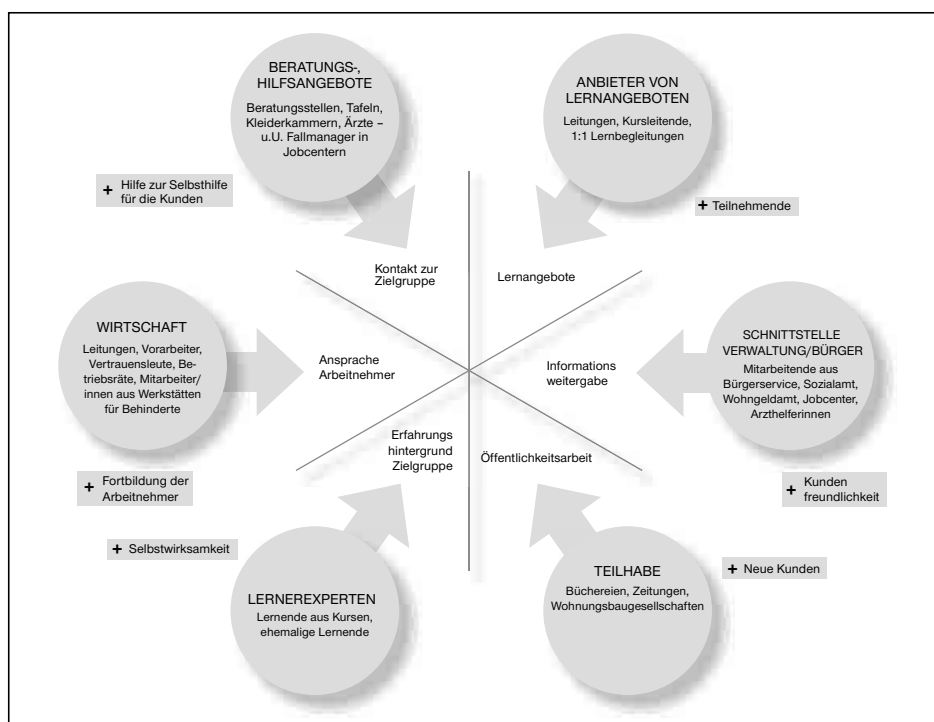 BERATUNGS-,
HILFSANGEBOTE
Beratungsstellen, Tafeln,
Kleiderkammern, Ärzte –
u.U. Fallmanager in
Jobcentern
+ Hilfe zur Selbsthilfe
für die Kunden
Kontakt zur
Zielgruppe
ANBIETER VON
LERNANGEBOTEN
Leitungen, Kursleitende,
1:1 Lernbegleitungen
+ Teilnehmende
Lernangebote
WIRTSCHAFT
Leitungen, Vorarbeiter,
Vertrauensleute, Be-
triebsräte, Mitarbeiter/
innen aus Werkstätten
für Behinderte
+ Fortbildung der
Arbeitnehmer
Ansprache
Arbeitnehmer
Informations
weitergabe
SCHNITTSTELLE
VERWALTUNG/BÜRGER
Mitarbeitende aus
Bürgerservice, Sozialamt,
Wohngeldamt, Jobcenter,
Arzthelferinnen
+ Kunden
freundlichkeit
Erfahrungs
hintergrund
Zielgruppe
Öffentlichkeitsarbeit
+ Selbstwirksamkeit
LERNEREXPERTEN
Lernende aus Kursen,
ehemalige Lernende
TEILHABE
Büchereien, Zeitungen,
Wohnungsbaugesellschaften
+ Neue Kunden